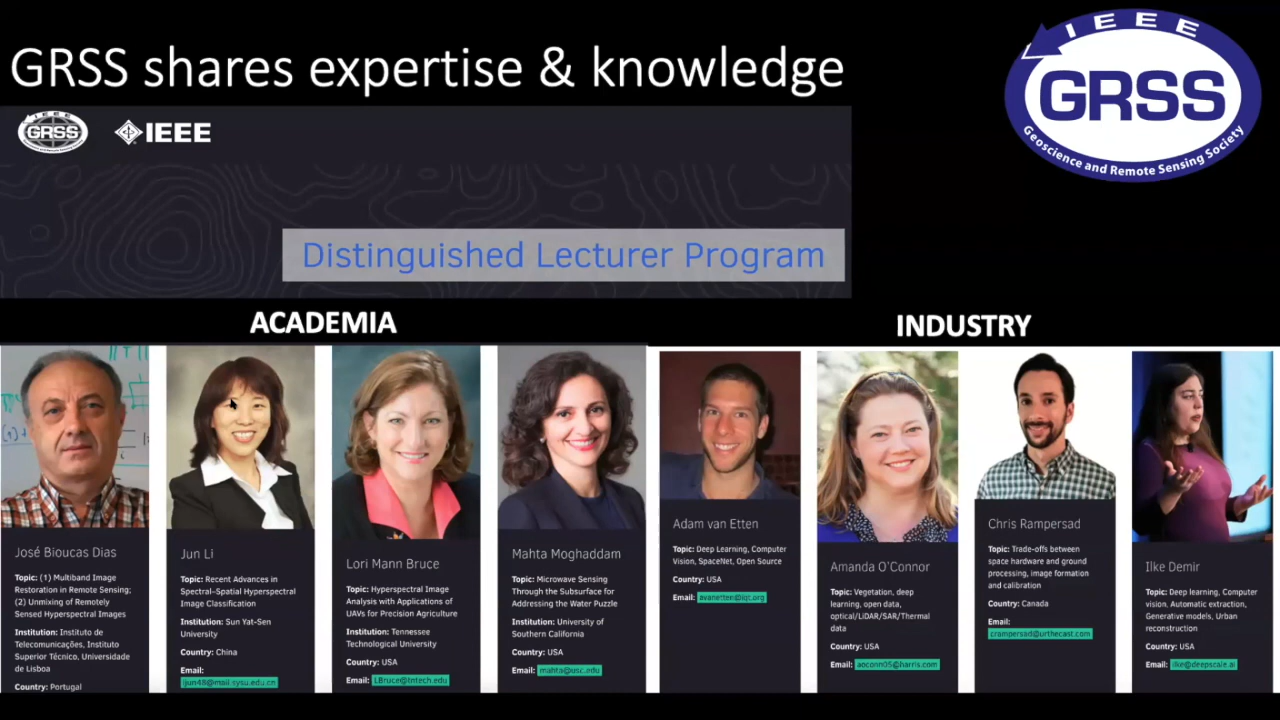 GRSS shares expertise & knowledge
IEEE
GRSS
Geoscience and Remote Sensing Society
GRSS
IEEE
Distinguished Lecturer Program
ACADEMIA
INDUSTRY
José Bioucas Dias
Topic: (1) Multiband Image
Restoration in Remote Sensing;
(2) Unmixing of Remotely
Sensed Hyperspectral Images
Institution: Instituto de
Telecomunicações, Instituto
Superior Técnico, Universidade
de Lisboa
Country: Portugal
Jun Li
Topic: Recent Advances in
Spectral-Spatial Hyperspectral
Image Classification
Institution: Sun Yat-Sen
University
Country: China
Email:
lijun48@mail.sysu.edu.cn
Lori Mann Bruce
Topic: Hyperspectral Image
Analysis with Applications of
UAVs for Precision Agriculture
Institution: Tennessee
Technological University
Country: USA
Email: LBruce@tntech.edu
Mahta Moghaddam
Topic: Microwave Sensing
Through the Subsurface for
Addressing the Water Puzzle
Institution: University of
Southern California
Country: USA
Email: mahta@usc.edu
Adam van Etten
Topic: Deep Learning, Computer
Vision, SpaceNet, Open Source
Country: USA
Email: avanetten@iqt.org
Amanda O'Connor
Topic: Vegetation, deep
learning, open data,
optical/LiDAR/SAR/Thermal
data
Country: USA
Email: aoconn05@harris.com
Chris Rampersad
Topic: Trade-offs between
space hardware and ground
processing, image formation
and calibration
Country: Canada
Email:
crampersad@urthecast.com
Ilke Demir
Topic: Deep learning, Computer
vision, Automatic extraction,
Generative models, Urban
reconstruction
Country: USA
Email: ilke@deepscale.ai